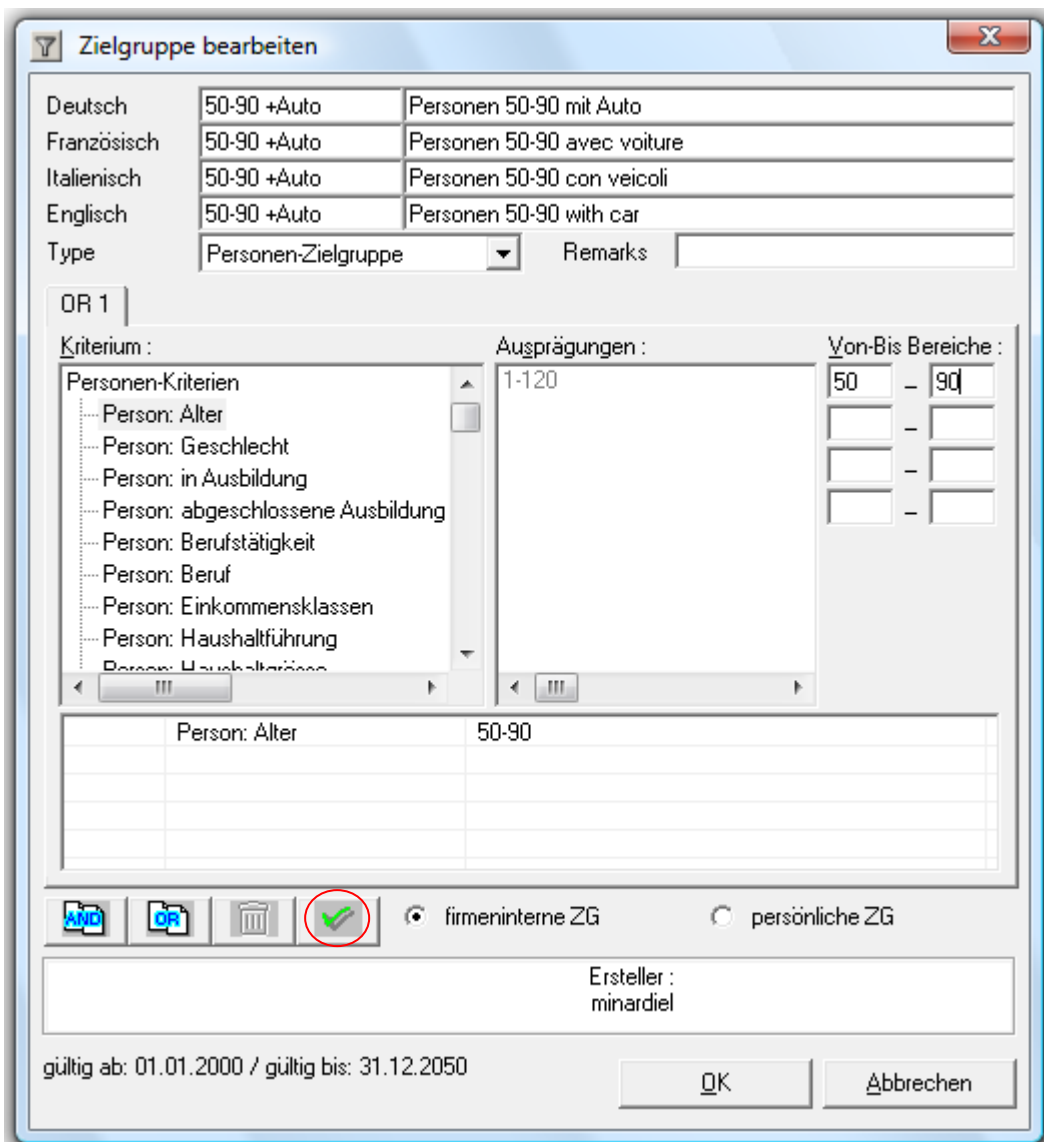 Zielgruppe bearbeiten
Deutsch 50-90 +Auto Personen 50-90 mit Auto
Französisch 50-90 +Auto Personen 50-90 avec voiture
Italienisch 50-90 +Auto Personen 50-90 con veicoli
Englisch 50-90 +Auto Personen 50-90 with car
Type Personen-Zielgruppe Remarks
OR 1
Kriterium : Ausprägungen : Von-Bis Bereiche :
Personen-Kriterien 1-120 50 – 90
Person: Alter –
Person: Geschlecht –
Person: in Ausbildung –
Person: abgeschlossene Ausbildung
Person: Berufstätigkeit
Person: Beruf
Person: Einkommensklassen
Person: Haushaltführung
Person: Haushaltgrösse
Person: Alter 50-90
AND OR firmeninterne ZG persönliche ZG
Ersteller :
minardiel
gültig ab: 01.01.2000 / gültig bis: 31.12.2050
OK Abbrechen